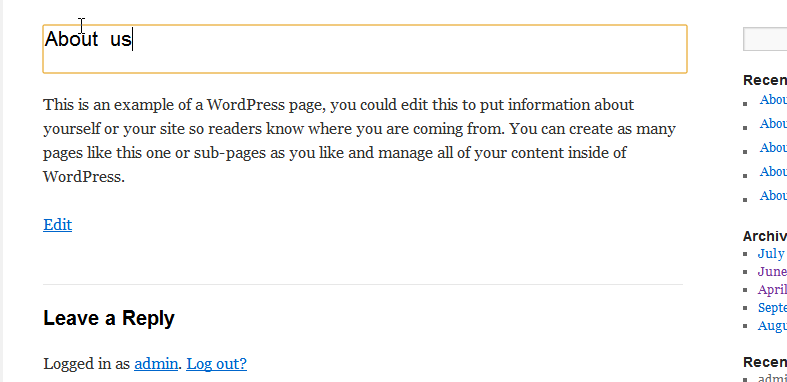 About us
This is an example of a WordPress page, you could edit this to put information about
yourself or your site so readers know where you are coming from. You can create as many
pages like this one or sub-pages as you like and manage all of your content inside of
WordPress.
Edit
Leave a Reply
Logged in as admin. Log out?
Recen
Abou
Abou
Abou
Abou
Abou
Archiv
July
June
April
Septe
Augu
Recen
admi